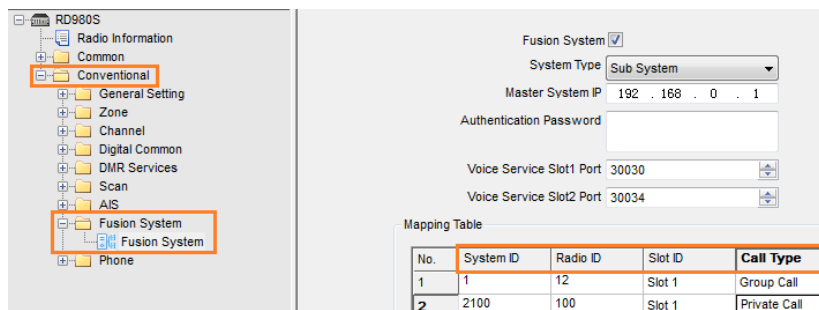 RD980S
Radio Information
Common
Conventional
General Setting
Zone
Channel
Digital Common
DMR Services
Scan
AIS
Fusion System
Fusion System
Phone
Fusion System
System Type Sub System
Master System IP 192 . 168 . 0 . 1
Authentication Password
Voice Service Slot1 Port 30030
Voice Service Slot2 Port 30034
Mapping Table
No. System ID Radio ID Slot ID Call Type
1 1 12 Slot 1 Group Call
2 2100 100 Slot 1 Private Call